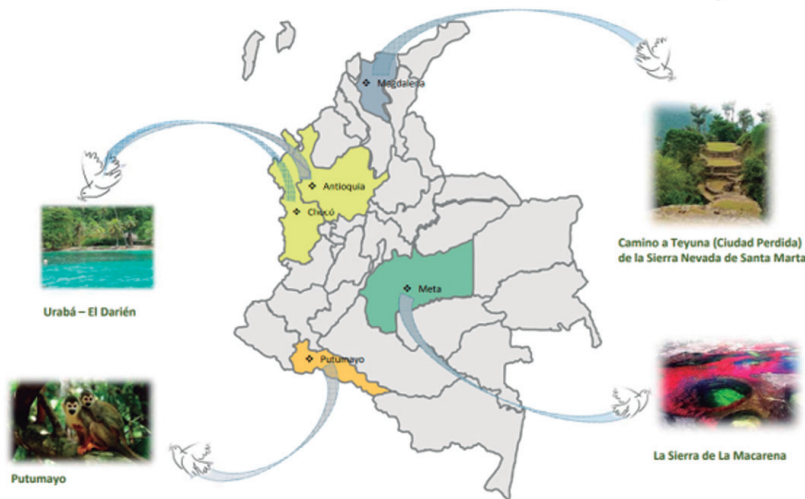 Magdalena
Antioquia
Chocó
Camino a Teyuna (Ciudad Perdida)
de la Sierra Nevada de Santa Marta
Urabá – El Darién
Meta
Putumayo
La Sierra de La Macarena
Putumayo